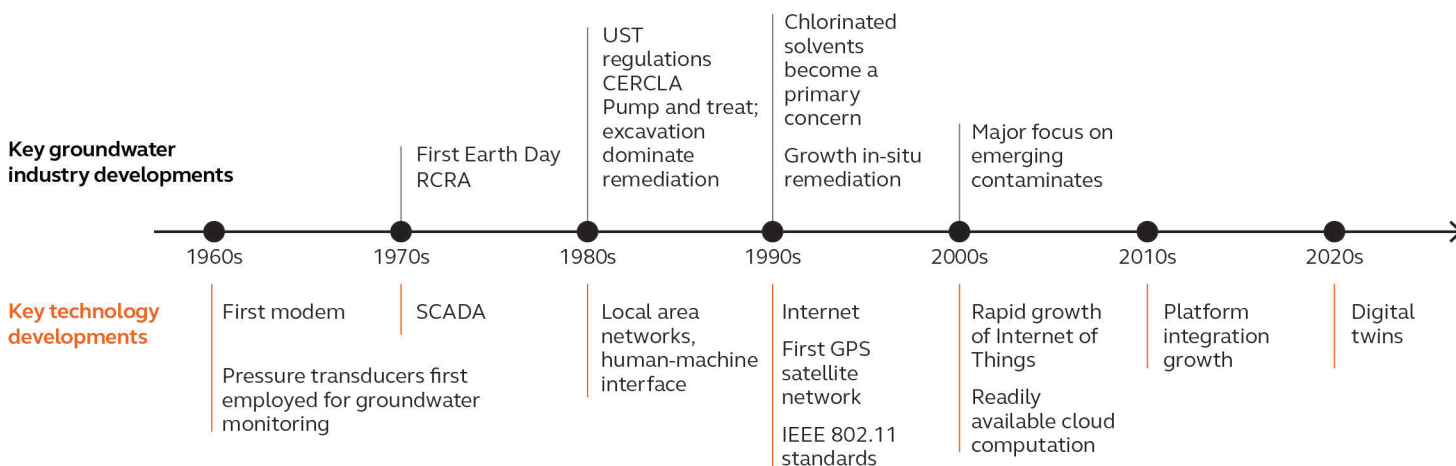 Key groundwater
industry developments
First Earth Day
RCRA
UST
regulations
CERCLA
Pump and treat;
excavation
dominate
remediation
Chlorinated
solvents
become a
primary
concern
Growth in-situ
remediation
Major focus on
emerging
contaminates
1960s
1970s
1980s
1990s
2000s
2010s
2020s
Key technology
developments
First modem
Pressure transducers first
employed for groundwater
monitoring
SCADA
Local area
networks,
human-machine
interface
Internet
First GPS
satellite
network
IEEE 802.11
standards
Rapid growth
of Internet of
Things
Readily
available cloud
computation
Platform
integration
growth
Digital
twins